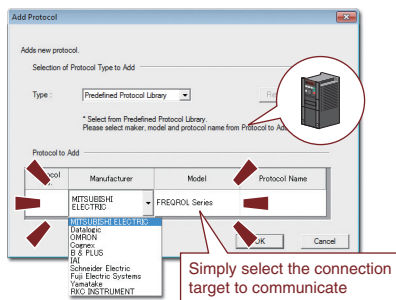 Add Protocol
Adds new protocol.
Selection of Protocol Type to Add
Type :
Predefined Protocol Library
* Select from Predefined Protocol Library.
Please select maker, model and protocol name from Protocol to Ad
Protocol to Add
Manufacturer
Model
Protocol Name
MITSUBISHI
ELECTRIC
FREQROL Series
MITSUBISHI ELECTRIC
Datalogic
OMRON
Cognex
B & PLUS
IAI
Schneider Electric
Fuji Electric Systems
Yamatake
RKC INSTRUMENT
Cancel
Simply select the connection
target to communicate